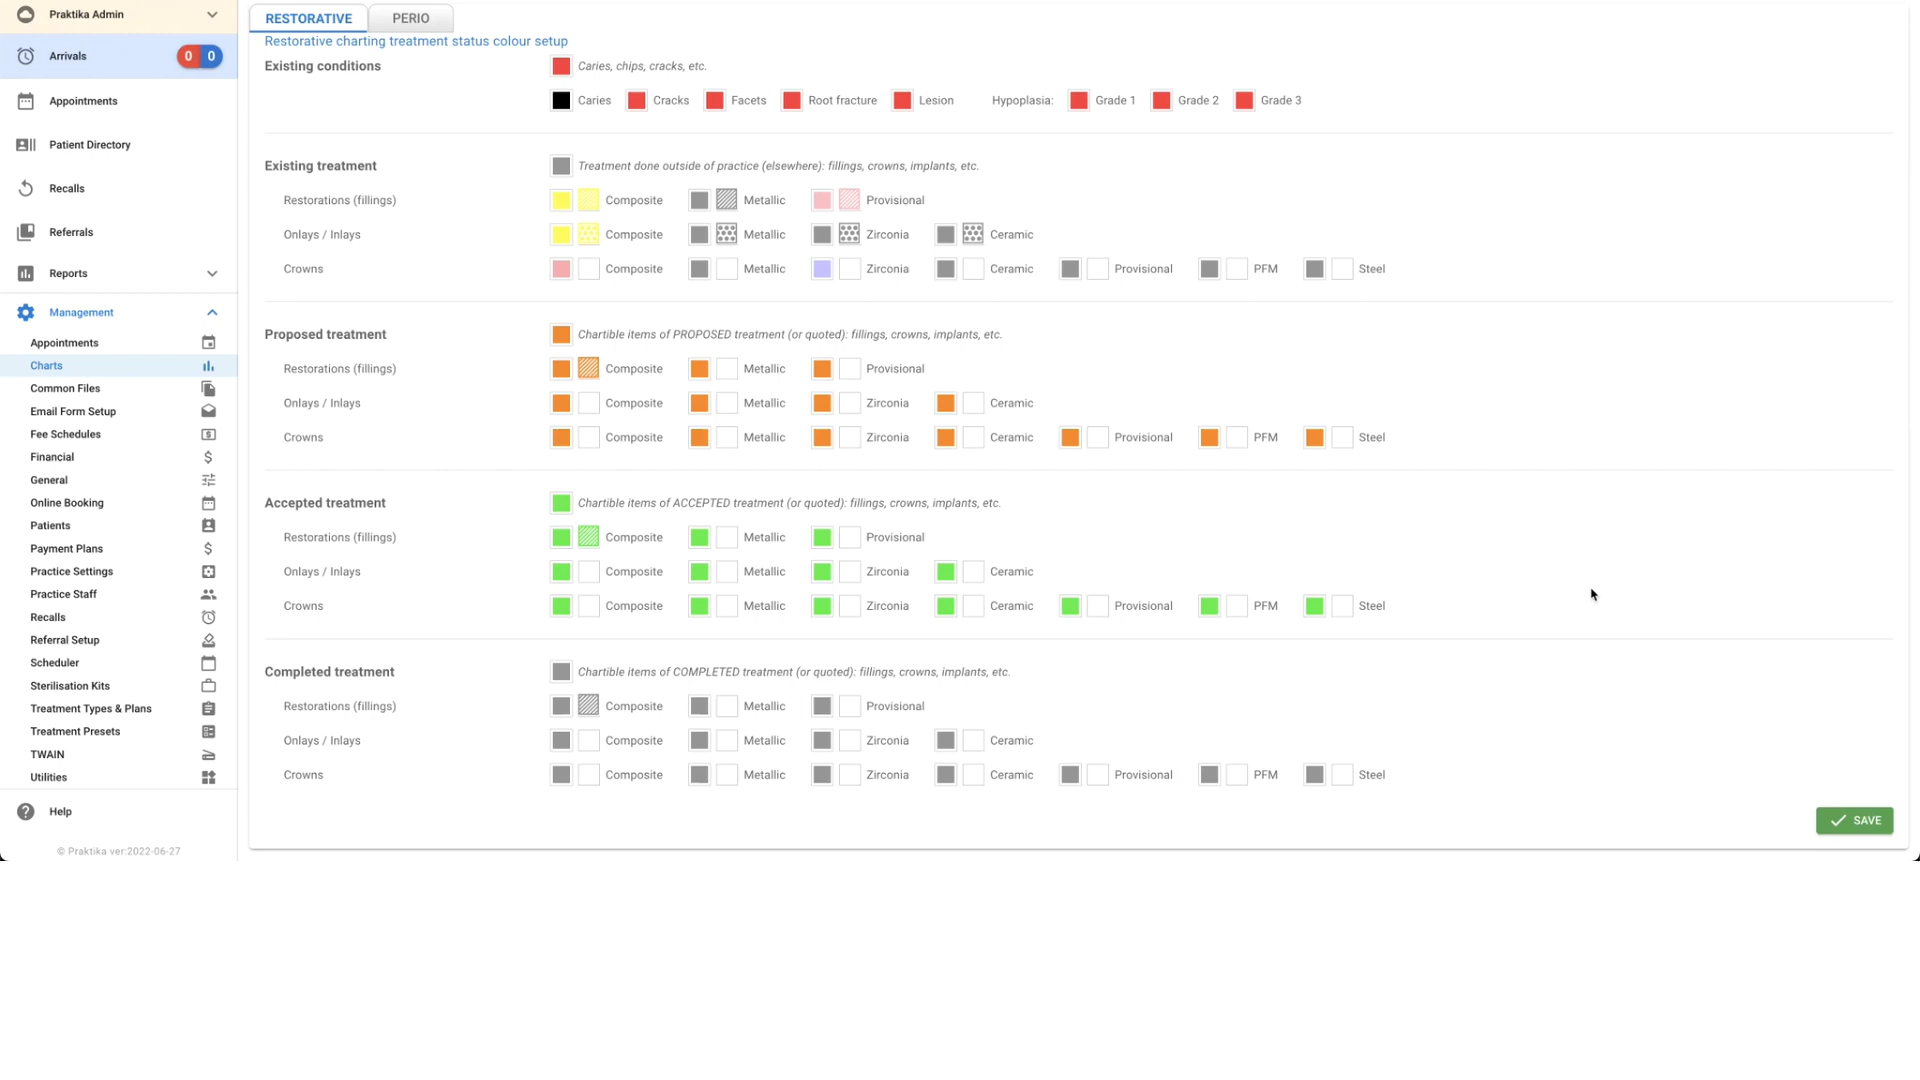 Praktika Admin
Arrivals 0 0
Appointments
Patient Directory
Recalls
Referrals
Reports
Management
Appointments
Charts
Common Files
Email Form Setup
Fee Schedules
Financial
General
Online Booking
Patients
Payment Plans
Practice Settings
Practice Staff
Recalls
Referral Setup
Scheduler
Sterilisation Kits
Treatment Types & Plans
Treatment Presets
TWAIN
Utilities
Help
© Praktika ver:2022-06-27
RESTORATIVE PERIO
Restorative charting treatment status colour setup
Existing conditions Caries, chips, cracks, etc.
Caries Cracks Facets Root fracture Lesion Hypoplasia: Grade 1 Grade 2 Grade 3
Existing treatment Treatment done outside of practice (elsewhere): fillings, crowns, implants, etc.
Restorations (fillings) Composite Metallic Provisional
Onlays / Inlays Composite Metallic Zirconia Ceramic
Crowns Composite Metallic Zirconia Ceramic Provisional PFM Steel
Proposed treatment Chartible items of PROPOSED treatment (or quoted): fillings, crowns, implants, etc.
Restorations (fillings) Composite Metallic Provisional
Onlays / Inlays Composite Metallic Zirconia Ceramic
Crowns Composite Metallic Zirconia Ceramic Provisional PFM Steel
Accepted treatment Chartible items of ACCEPTED treatment (or quoted): fillings, crowns, implants, etc.
Restorations (fillings) Composite Metallic Provisional
Onlays / Inlays Composite Metallic Zirconia Ceramic
Crowns Composite Metallic Zirconia Ceramic Provisional PFM Steel
Completed treatment Chartible items of COMPLETED treatment (or quoted): fillings, crowns, implants, etc.
Restorations (fillings) Composite Metallic Provisional
Onlays / Inlays Composite Metallic Zirconia Ceramic
Crowns Composite Metallic Zirconia Ceramic Provisional PFM Steel
SAVE